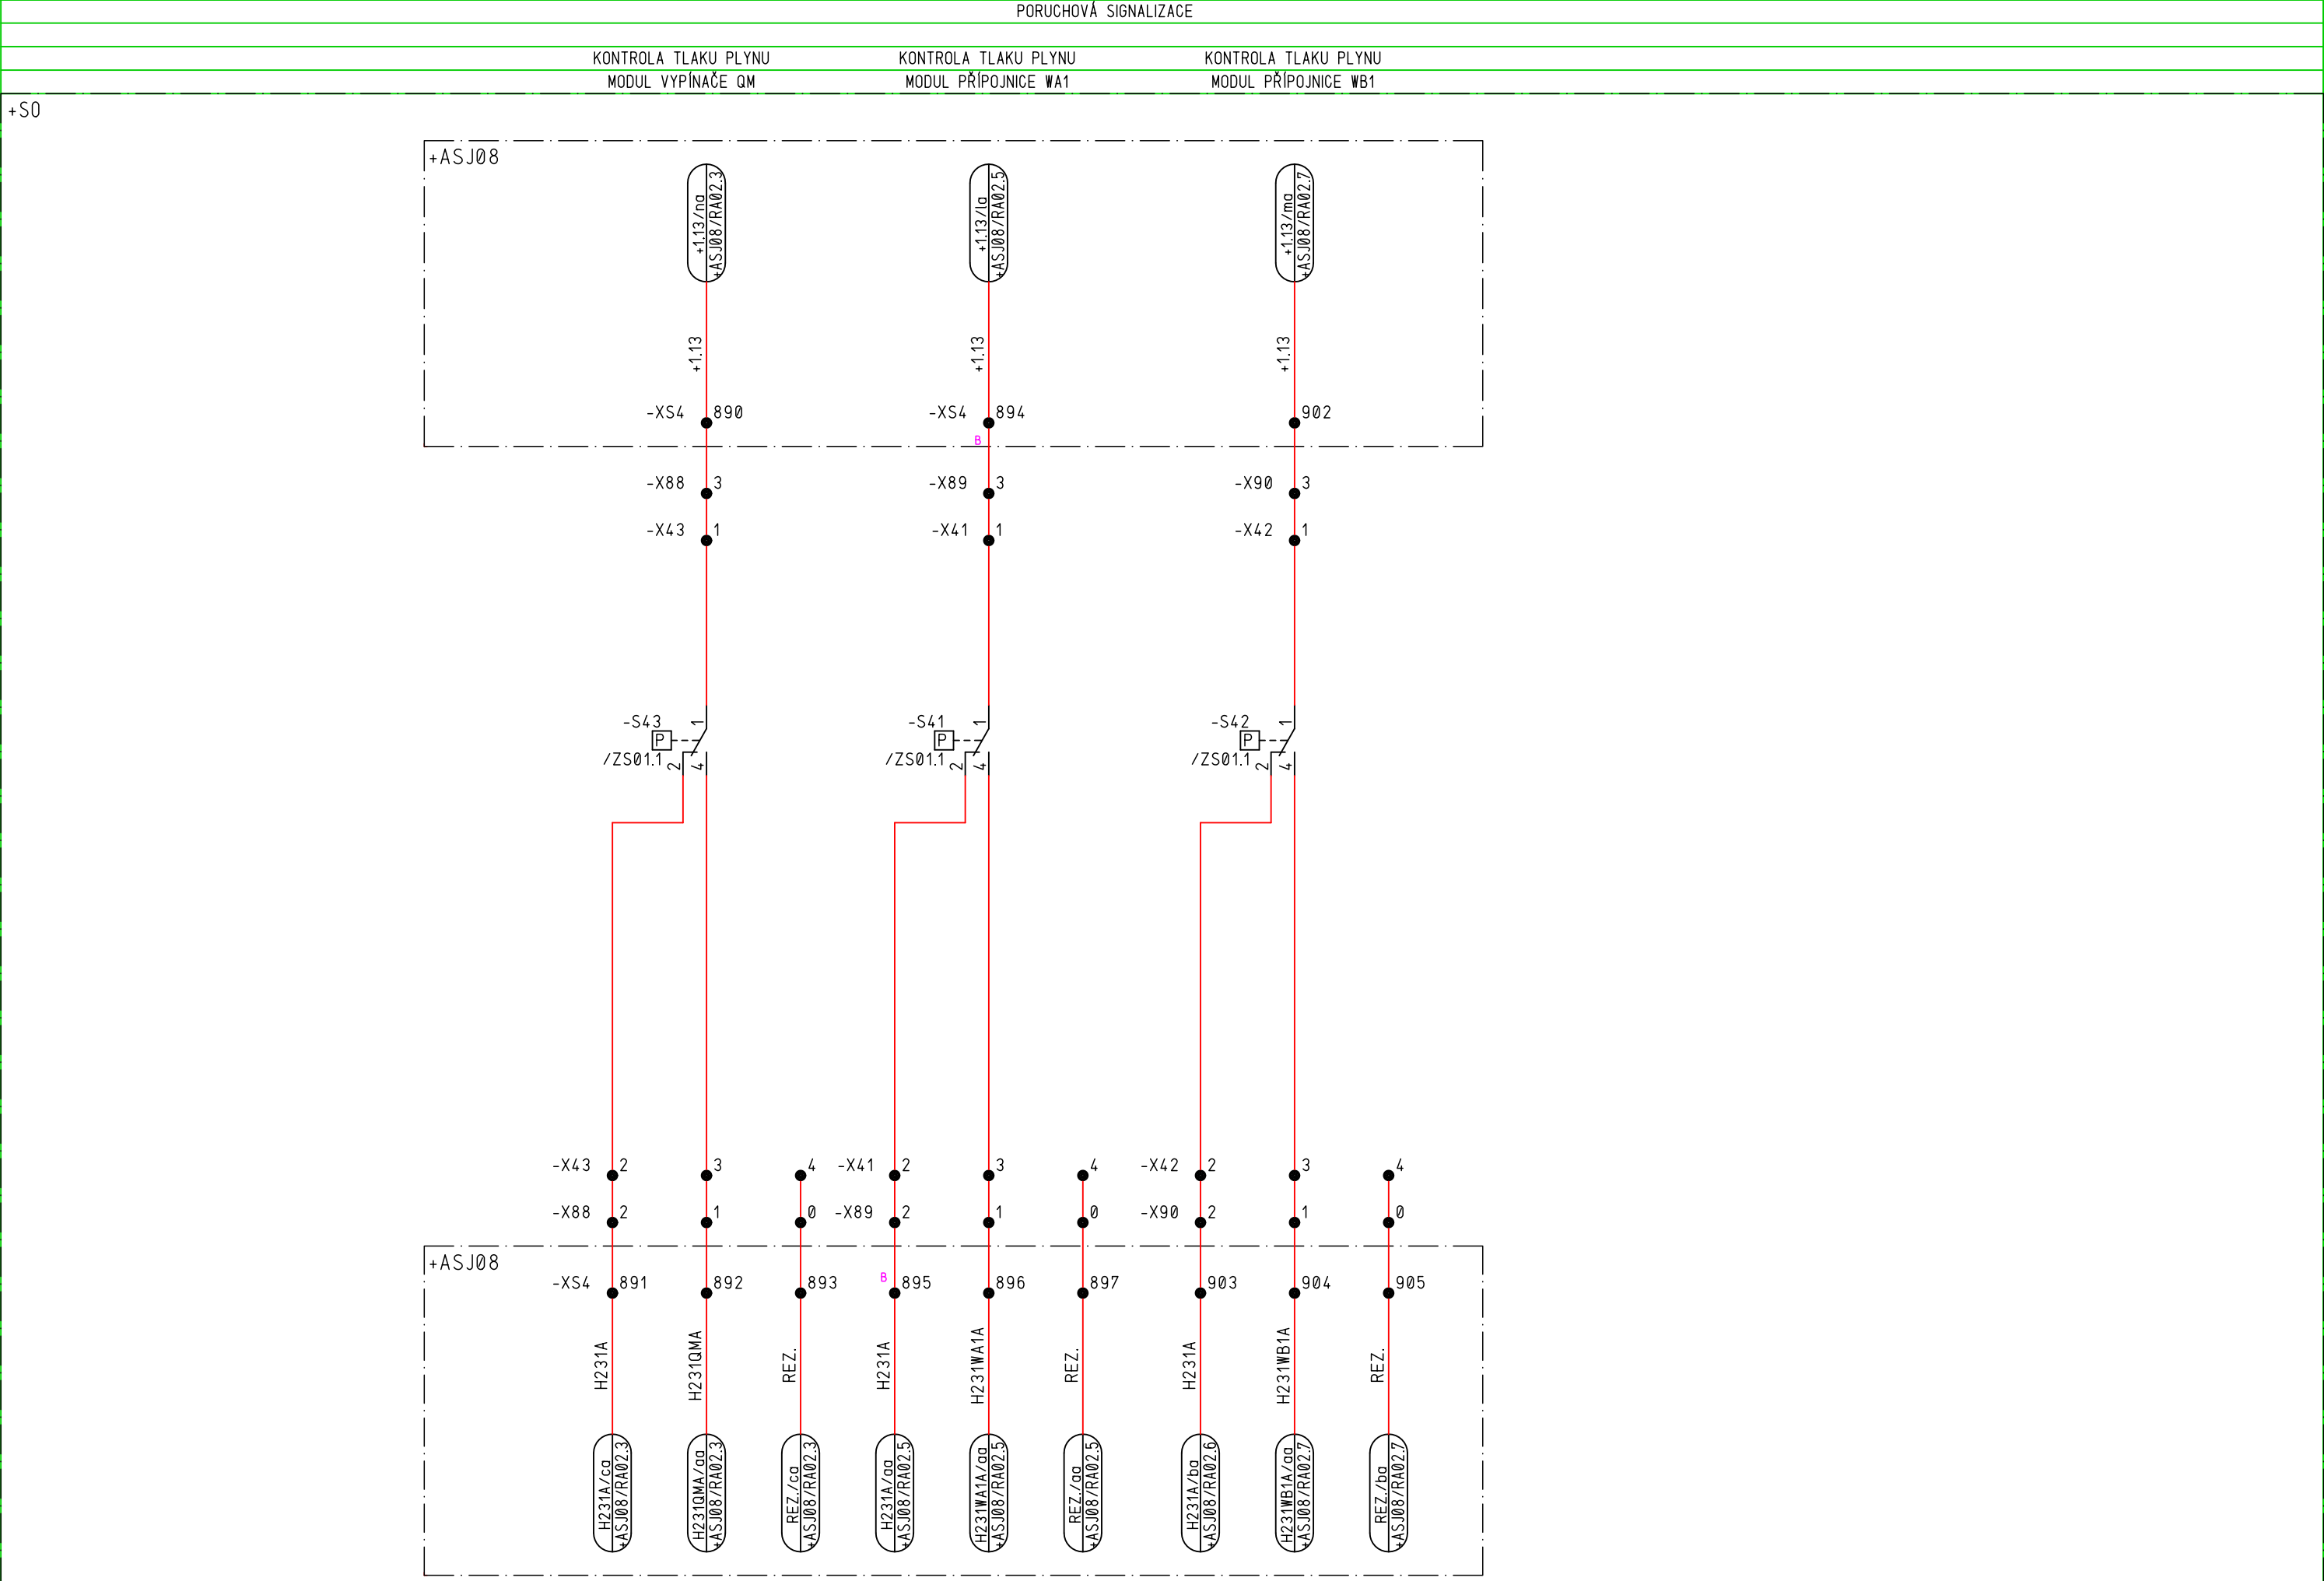 PORUCHOVÁ SIGNALIZACE
KONTROLA TLAKU PLYNU KONTROLA TLAKU PLYNU KONTROLA TLAKU PLYNU
MODUL VYPÍNAČE QM MODUL PŘÍPOJNICE WA1 MODUL PŘÍPOJNICE WB1
+S0
+ASJ08
+1.13/na
+ASJ08/RA02.3
+1.13/la
+ASJ08/RA02.5
+1.13/ma
+ASJ08/RA02.7
+1.13 +1.13 +1.13
-XS4 890 -XS4 894 902
B
-X88 3 -X89 3 -X90 3
-X43 1 -X41 1 -X42 1
-S43 1 -S41 1 -S42 1
P P P
/ZS01.1 2 4 /ZS01.1 2 4 /ZS01.1 2 4
-X43 2 3 4 -X41 2 3 4 -X42 2 3 4
-X88 2 1 0 -X89 2 1 0 -X90 2 1 0
+ASJ08
B
-XS4 891 892 893 895 896 897 903 904 905
H231A H231QMA REZ. H231A H231WA1A REZ. H231A H231WB1A REZ.
H231A/ca
+ASJ08/RA02.3
H231QMA/aa
+ASJ08/RA02.3
REZ./ca
+ASJ08/RA02.3
H231A/aa
+ASJ08/RA02.5
H231WA1A/aa
+ASJ08/RA02.5
REZ./aa
+ASJ08/RA02.5
H231A/ba
+ASJ08/RA02.6
H231WB1A/aa
+ASJ08/RA02.7
REZ./ba
+ASJ08/RA02.7